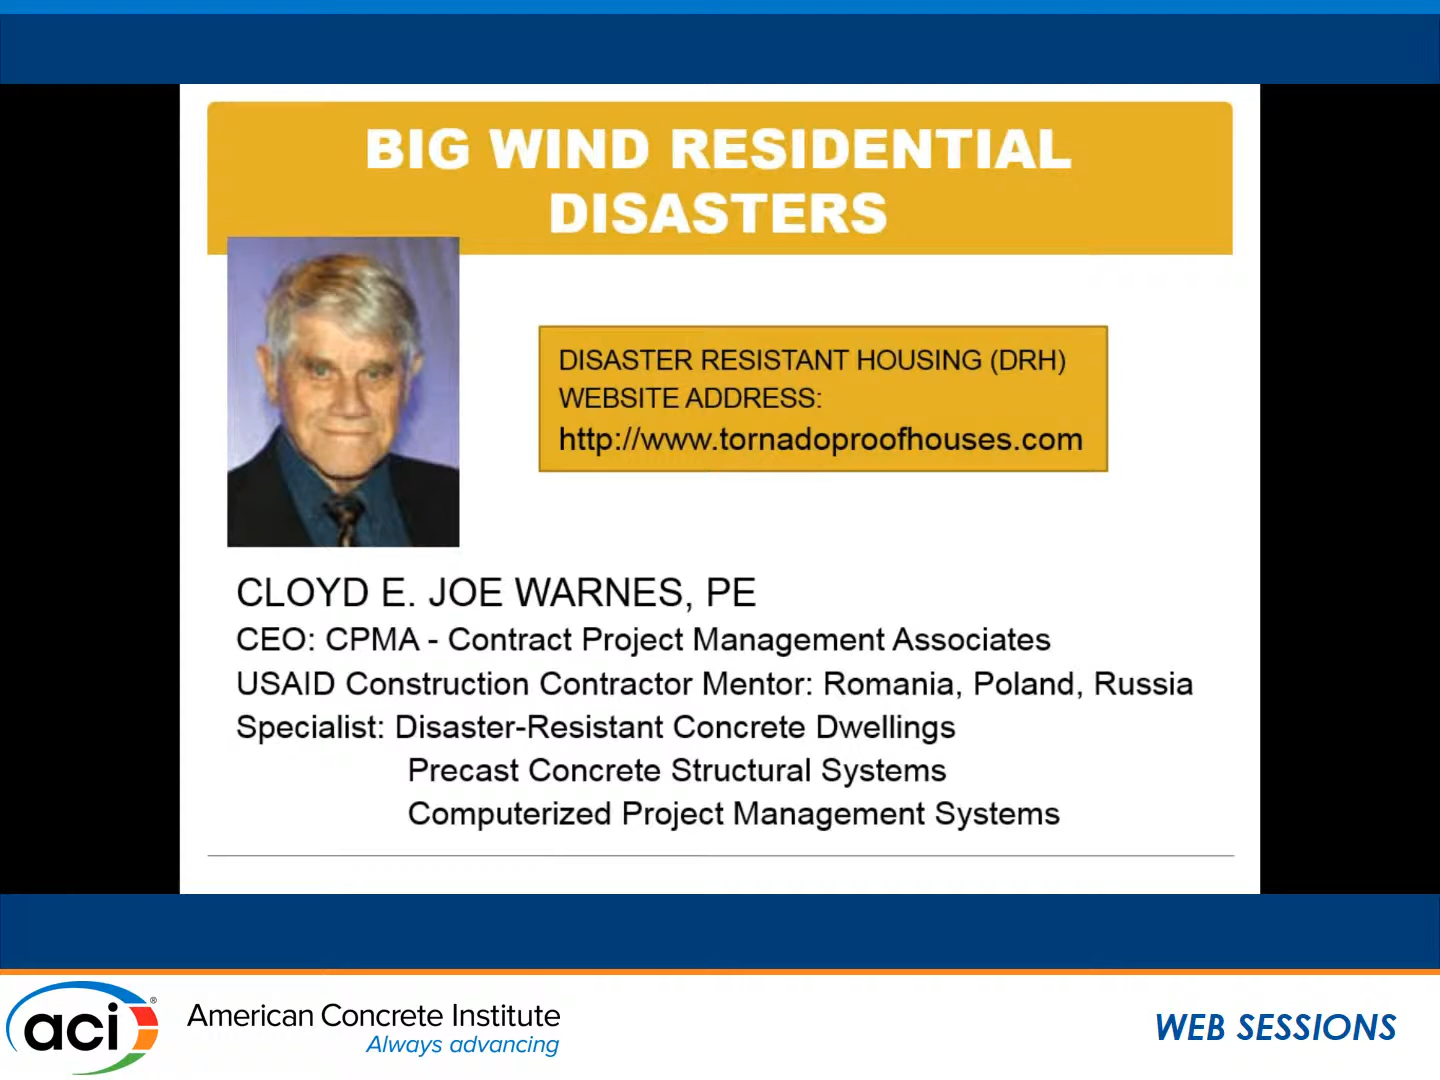 BIG WIND RESIDENTIAL
DISASTERS
DISASTER RESISTANT HOUSING (DRH)
WEBSITE ADDRESS:
http://www.tornadoproofhouses.com
CLOYD E. JOE WARNES, PE
CEO: CPMA - Contract Project Management Associates
USAID Construction Contractor Mentor: Romania, Poland, Russia
Specialist: Disaster-Resistant Concrete Dwellings
Precast Concrete Structural Systems
Computerized Project Management Systems
aci®
American Concrete Institute
Always advancing
WEB SESSIONS